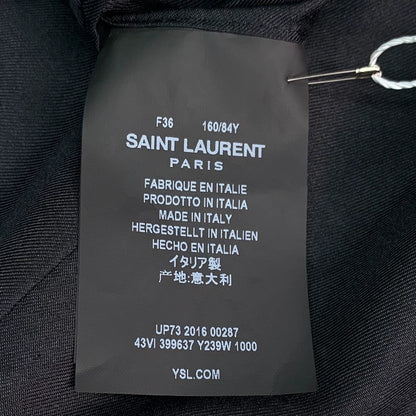 F36 160/84Y
SAINT LAURENT
PARIS
FABRIQUE EN ITALIE
PRODOTTO IN ITALIA
MADE IN ITALY
HERGESTELLT IN ITALIEN
HECHO EN ITALIA
イタリア製
产地:意大利
UP73 2016 00287
43VI 399637 Y239W 1000
YSL.COM